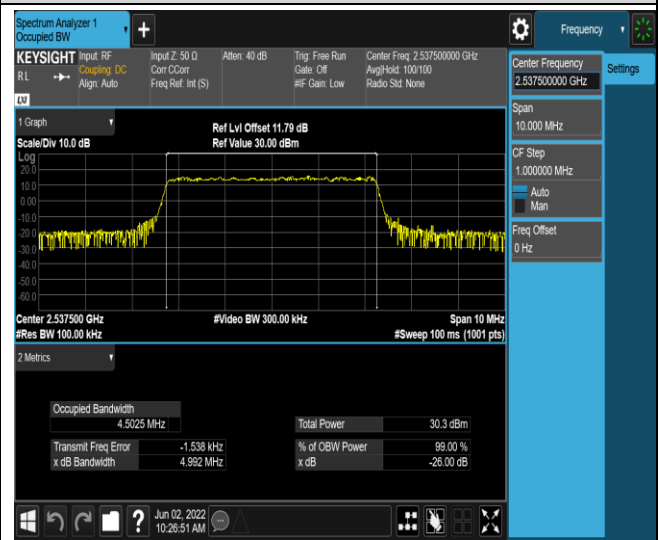 Spectrum Analyzer 1
Occupied BW
+
Frequency
KEYSIGHT
RL
LXI
Input: RF
Coupling: DC
Align: Auto
Input Z: 50 Ω
Corr CCorr
Freq Ref: Int (S)
Atten: 40 dB
Trig: Free Run
Gate: Off
#IF Gain: Low
Center Freq: 2.537500000 GHz
Avg|Hold: 100/100
Radio Std: None
Center Frequency
2.537500000 GHz
Settings
Span
10.000 MHz
CF Step
1.000000 MHz
Auto
Man
Freq Offset
0 Hz
1 Graph
Scale/Div 10.0 dB
Ref Lvl Offset 11.79 dB
Ref Value 30.00 dBm
Log
20.0
10.0
0.00
-10.0
-20.0
-30.0
-40.0
-50.0
-60.0
Center 2.537500 GHz
#Video BW 300.00 kHz
Span 10 MHz
#Res BW 100.00 kHz
#Sweep 100 ms (1001 pts)
2 Metrics
Occupied Bandwidth
4.5025 MHz
Total Power 30.3 dBm
Transmit Freq Error -1.538 kHz
% of OBW Power 99.00 %
x dB Bandwidth 4.992 MHz
x dB -26.00 dB
?
Jun 02, 2022
10:26:51 AM